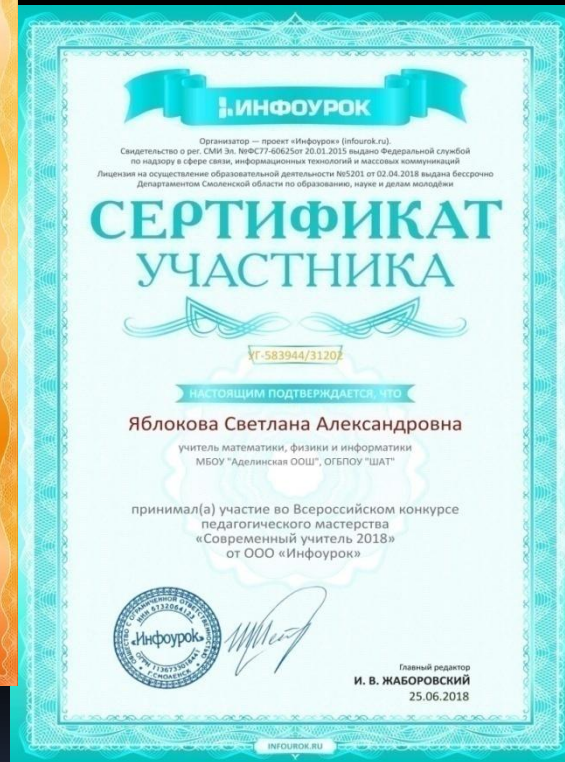 ИНФОУРОК
Организатор — проект «Инфоурок» (infourok.ru).
Свидетельство о рег. СМИ Эл. №ФС77-60625от 20.01.2015 выдано Федеральной службой
по надзору в сфере связи, информационных технологий и массовых коммуникаций
Лицензия на осуществление образовательной деятельности №5201 от 02.04.2018 выдана бессрочно
Департаментом Смоленской области по образованию, науке и делам молодёжи
СЕРТИФИКАТ
УЧАСТНИКА
УГ-583944/31202
НАСТОЯЩИМ ПОДТВЕРЖДАЕТСЯ, ЧТО
Яблокова Светлана Александровна
учитель математики, физики и информатики
МБОУ "Аделинская ООШ", ОГБПОУ "ШАТ"
принимал(а) участие во Всероссийском конкурсе
педагогического мастерства
«Современный учитель 2018»
от ООО «Инфоурок»
ОБЩЕСТВО С ОГРАНИЧЕННОЙ ОТВЕТСТВЕННОСТЬЮ
«Инфоурок»
Г.СМОЛЕНСК
Главный редактор
И. В. ЖАБОРОВСКИЙ
25.06.2018
INFOUROK.RU